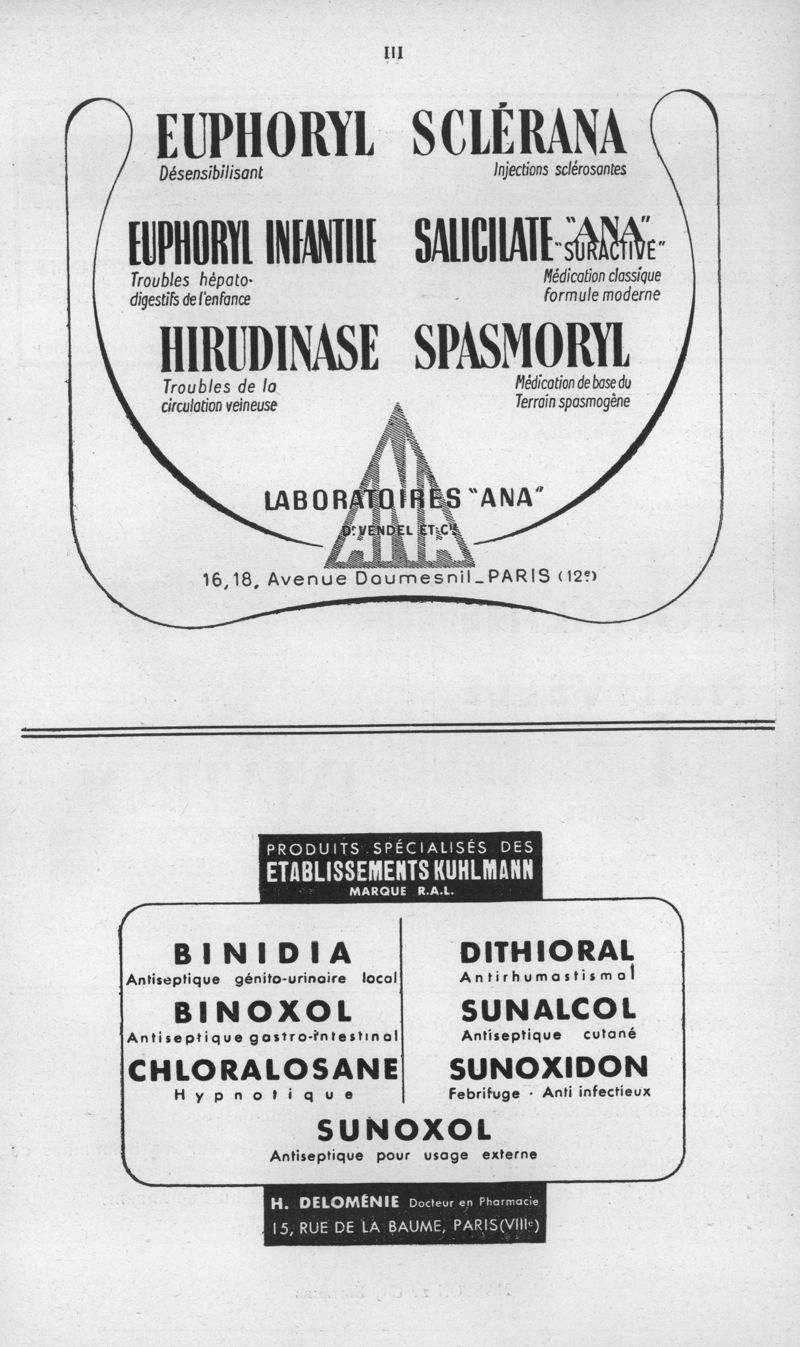 III
EUPHORYL
Désensibilisant
SCLÉRANA
Injections sclérosantes
EUPHORYL INFANTILE
Troubles hépato-
digestifs de l'enfance
SALICILATE "ANA"
"SURACTIVÉ"
Médication classique
formule moderne
HIRUDINASE
Troubles de la
circulation veineuse
SPASMORYL
Médication de base du
Terrain spasmogène
ANA
LABORATOIRES "ANA"
Dr VENDEL ET Cie
16, 18, Avenue Daumesnil_PARIS (12e)
PRODUITS SPÉCIALISÉS DES
ETABLISSEMENTS KUHLMANN
MARQUE R.A.L.
BINIDIA
Antiseptique génito-urinaire local
BINOXOL
Antiseptique gastro-intestinal
CHLORALOSANE
Hypnotique
DITHIORAL
Antirhumastismal
SUNALCOL
Antiseptique cutané
SUNOXIDON
Febrifuge - Anti infectieux
SUNOXOL
Antiseptique pour usage externe
H. DELOMÉNIE Docteur en Pharmacie
15, RUE DE LA BAUME, PARIS (VIIIe)